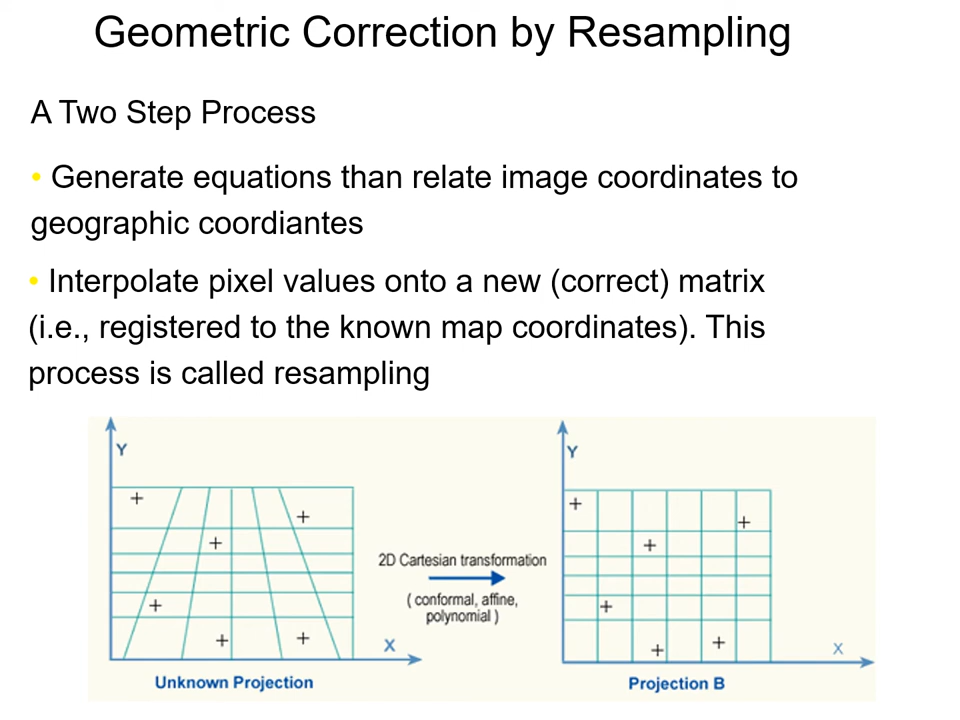 Geometric Correction by Resampling
A Two Step Process
• Generate equations than relate image coordinates to
geographic coordiantes
• Interpolate pixel values onto a new (correct) matrix
(i.e., registered to the known map coordinates). This
process is called resampling
Y
X
Unknown Projection
2D Cartesian transformation
( conformal, affine,
polynomial )
Y
X
Projection B